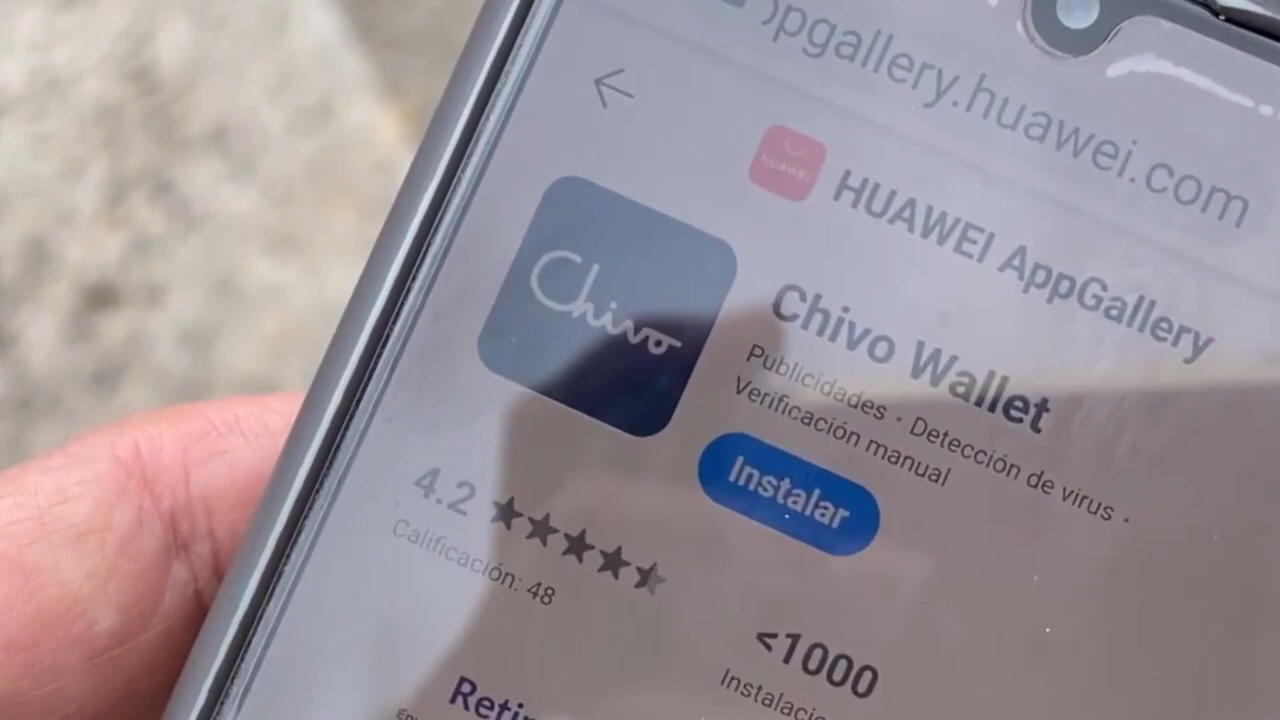 ppgallery.huawei.com
HUAWEI
HUAWEI AppGallery
Chivo
Chivo Wallet
Publicidades · Detección de virus ·
Verificación manual
Instalar
4.2
Calificación: 48
<1000